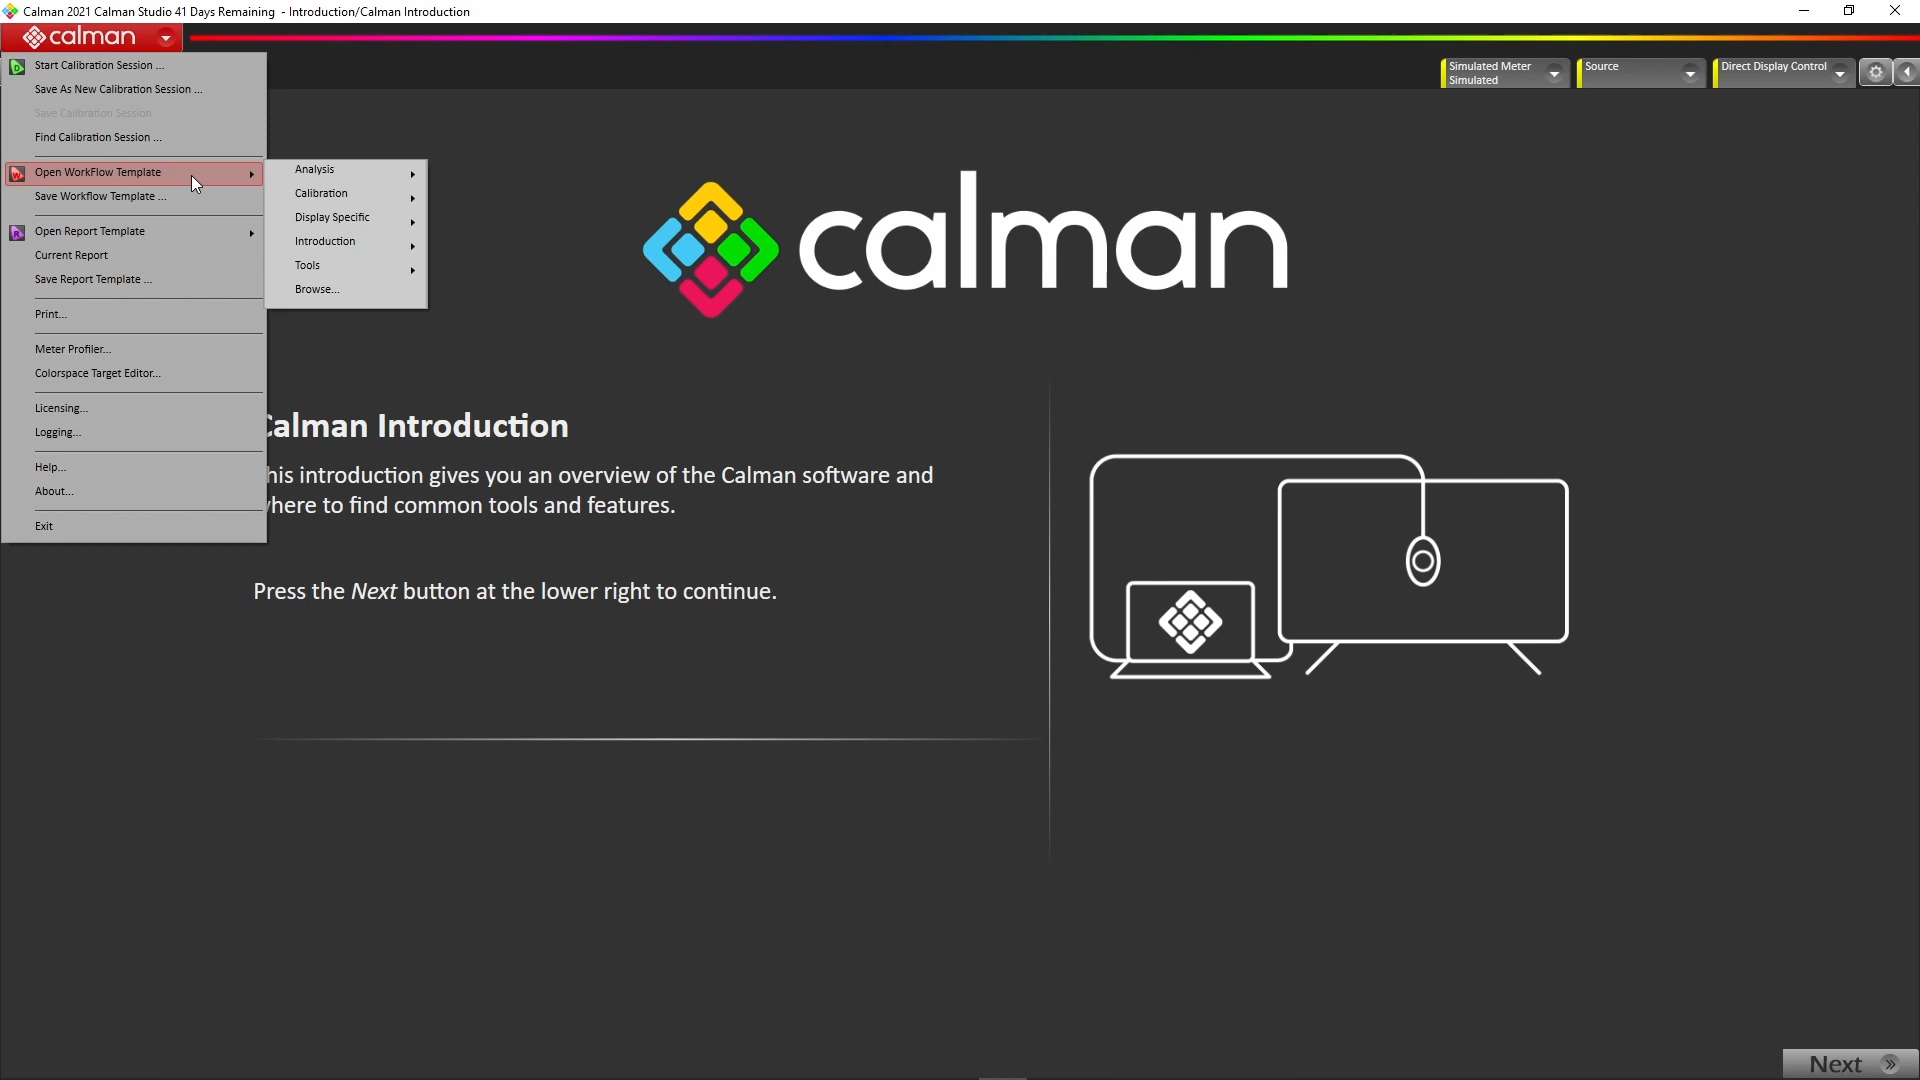 Calman 2021 Calman Studio 41 Days Remaining  - Introduction/Calman Introduction
calman
Start Calibration Session ...
Save As New Calibration Session ...
Save Calibration Session
Find Calibration Session ...
Open WorkFlow Template
Save Workflow Template ...
Open Report Template
Current Report
Save Report Template ...
Print...
Meter Profiler...
Colorspace Target Editor...
Licensing...
Logging...
Help...
About...
Exit
Analysis
Calibration
Display Specific
Introduction
Tools
Browse...
Simulated Meter
Simulated
Source
Direct Display Control
calman
Calman Introduction
his introduction gives you an overview of the Calman software and
here to find common tools and features.
Press the Next button at the lower right to continue.
Next